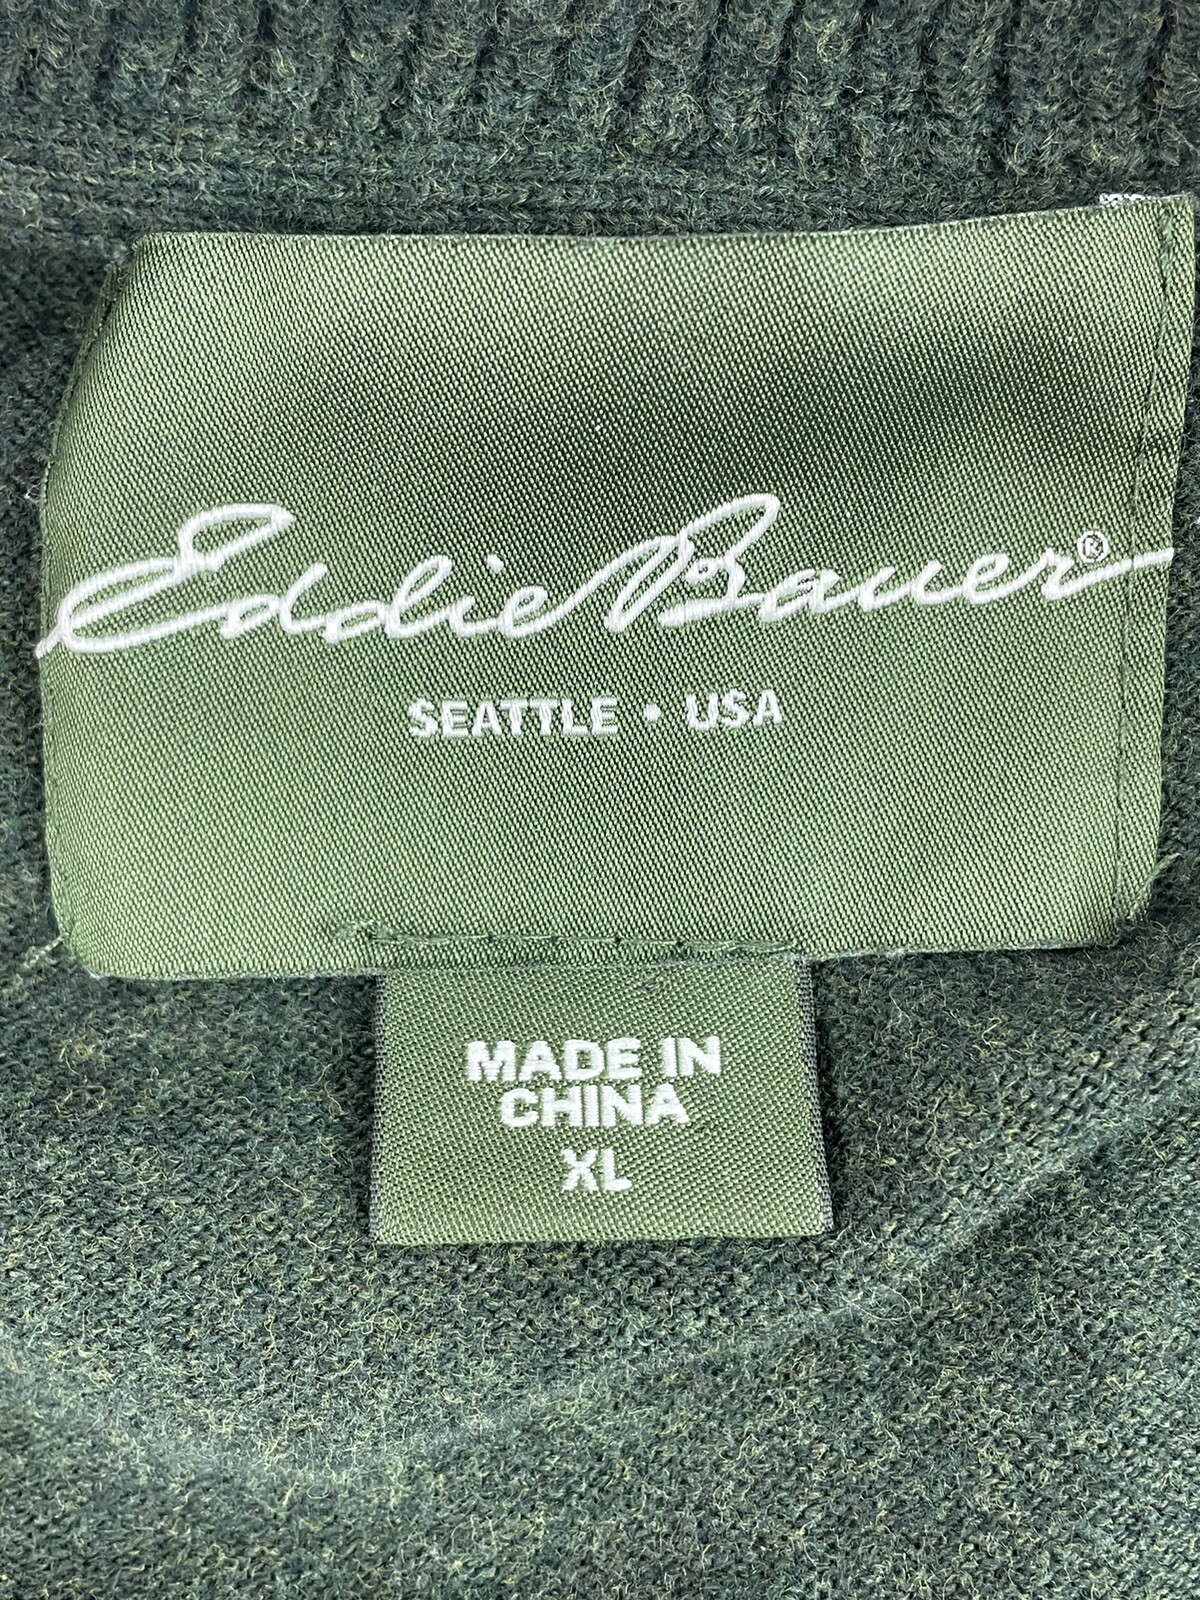 Eddie Bauer®
SEATTLE • USA
MADE IN
CHINA
XL